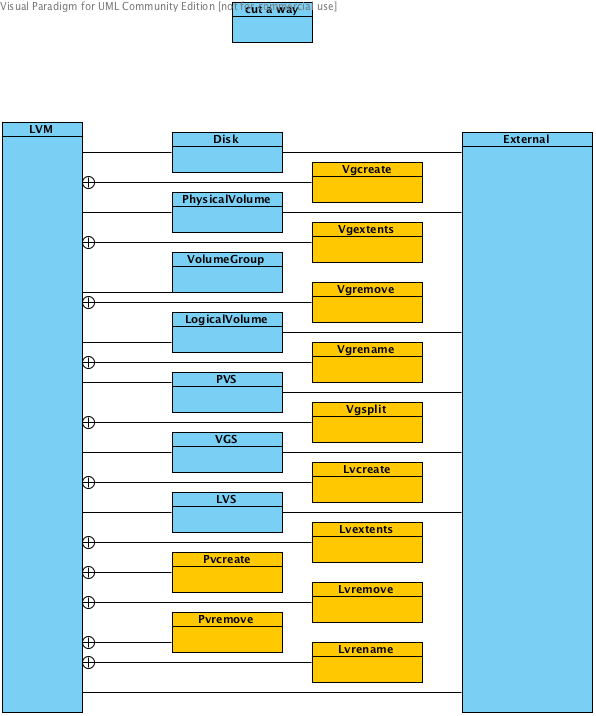 Visual Paradigm for UML Community Edition [not for commercial use]
cut a way
LVM
Disk
External
Vgcreate
PhysicalVolume
Vgextents
VolumeGroup
Vgremove
LogicalVolume
Vgrename
PVS
Vgsplit
VGS
Lvcreate
LVS
Lvextents
Pvcreate
Lvremove
Pvremove
Lvrename